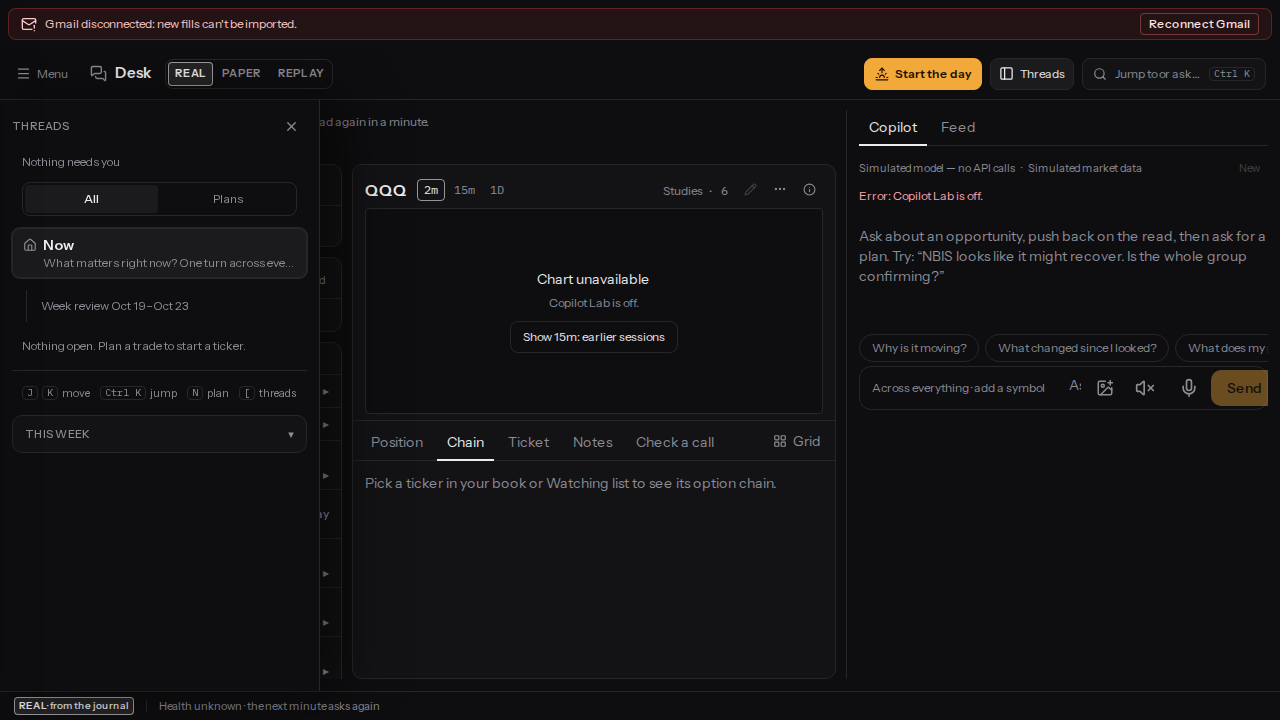 Gmail disconnected: new fills can't be imported.
Reconnect Gmail
Menu
Desk
REAL PAPER REPLAY
Start the day
Threads
Jump to or ask... Ctrl K
THREADS
Nothing needs you
All Plans
Now
What matters right now? One turn across eve...
Week review Oct 19–Oct 23
Nothing open. Plan a trade to start a ticker.
J K move Ctrl K jump N plan [ threads
THIS WEEK
ad again in a minute.
QQQ 2m 15m 1D
Studies · 6
Chart unavailable
Copilot Lab is off.
Show 15m: earlier sessions
Position Chain Ticket Notes Check a call
Grid
Pick a ticker in your book or Watching list to see its option chain.
Copilot Feed
Simulated model — no API calls · Simulated market data
New
Error: Copilot Lab is off.
Ask about an opportunity, push back on the read, then ask for a
plan. Try: “NBIS looks like it might recover. Is the whole group
confirming?”
Why is it moving? What changed since I looked? What does my
Across everything · add a symbol
Send
REAL · from the journal
Health unknown · the next minute asks again